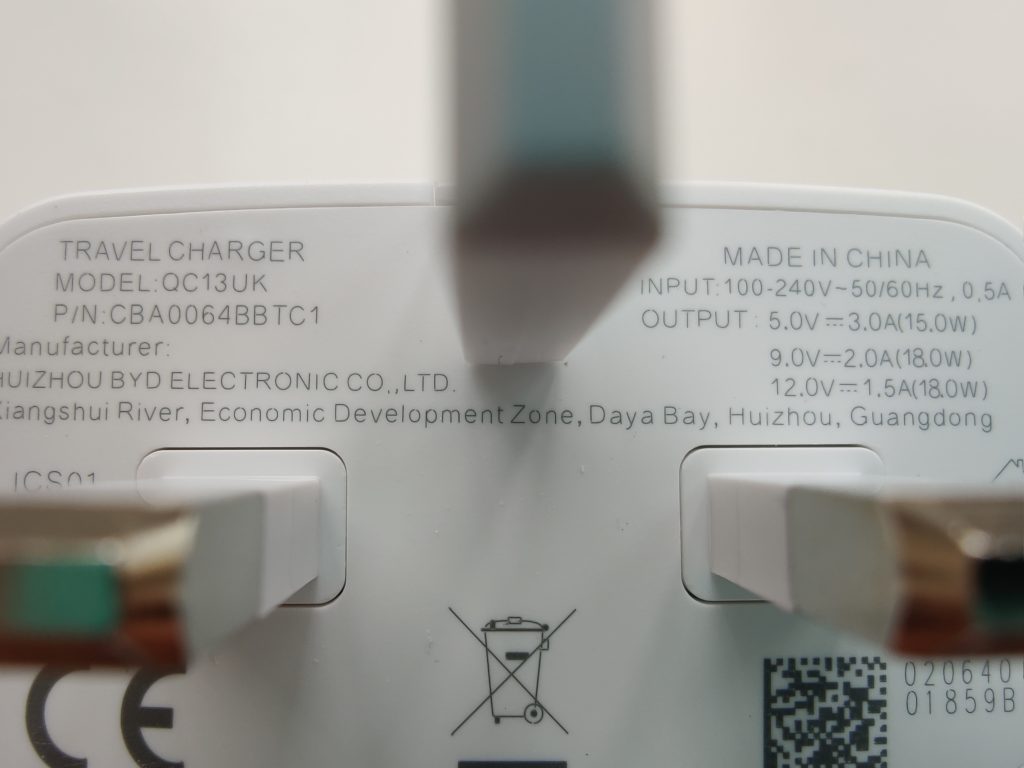 TRAVEL CHARGER
MODEL:QC13UK
P/N:CBA0064BBTC1
Manufacturer:
HUIZHOU BYD ELECTRONIC CO.,LTD.
Xiangshui River, Economic Development Zone, Daya Bay, Huizhou, Guangdong
MADE IN CHINA
INPUT:100-240V~50/60Hz , 0.5A
OUTPUT : 5.0V⎓3.0A(15.0W)
9.0V⎓2.0A(18.0W)
12.0V⎓1.5A(18.0W)
ICS01
CE
020640
01859B